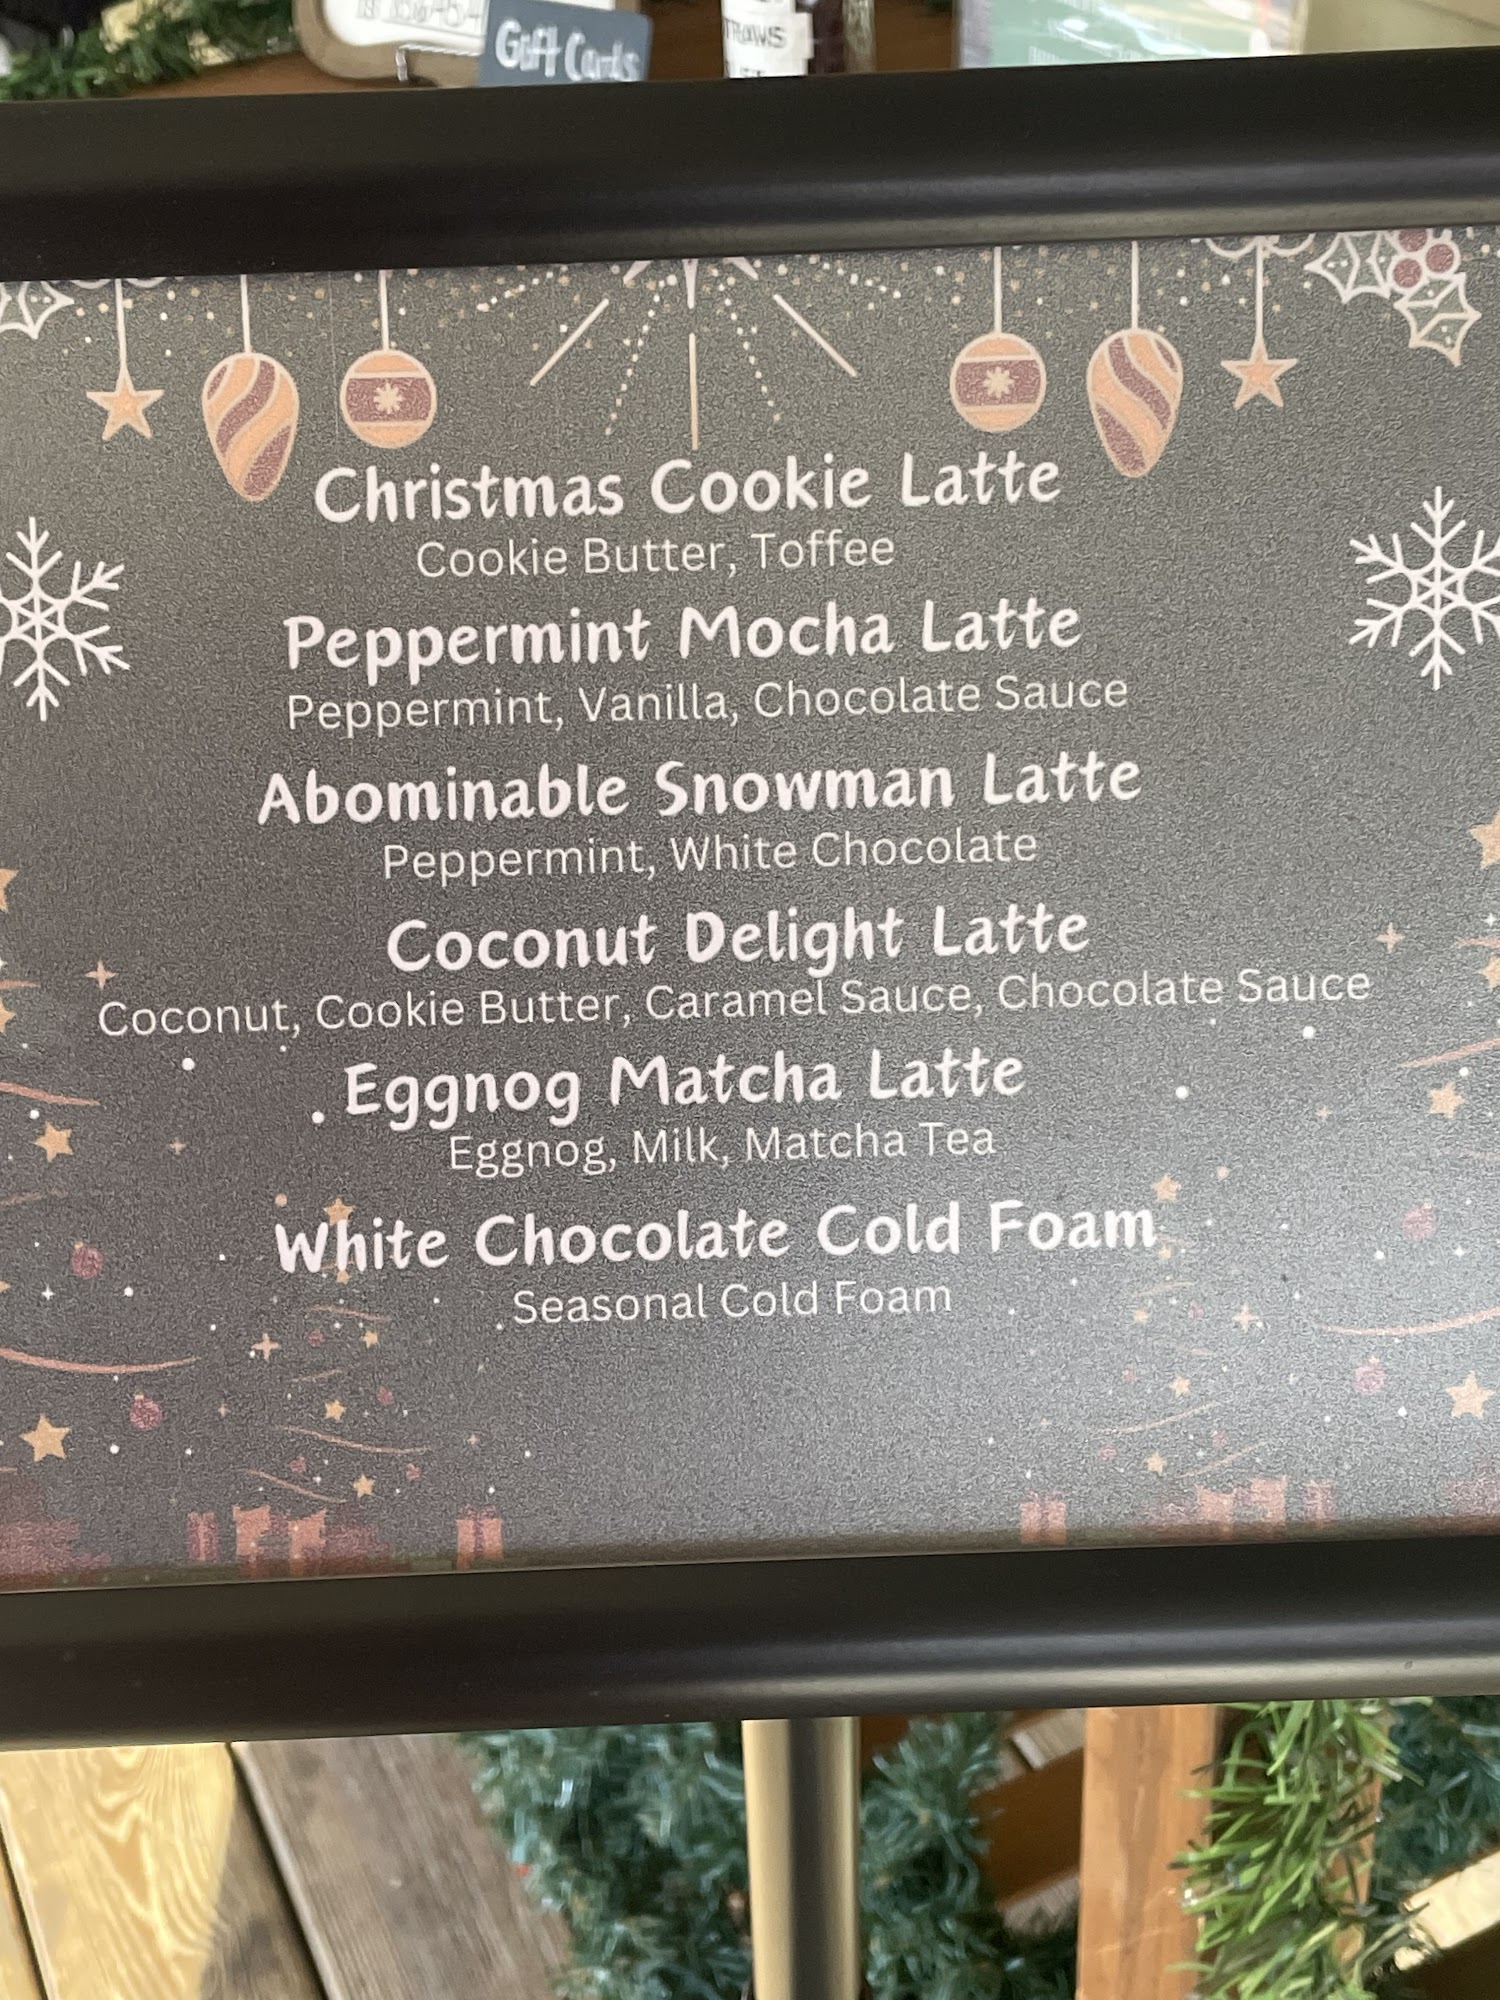 Gift Cards
Christmas Cookie Latte
Cookie Butter, Toffee
Peppermint Mocha Latte
Peppermint, Vanilla, Chocolate Sauce
Abominable Snowman Latte
Peppermint, White Chocolate
Coconut Delight Latte
Coconut, Cookie Butter, Caramel Sauce, Chocolate Sauce
Eggnog Matcha Latte
Eggnog, Milk, Matcha Tea
White Chocolate Cold Foam
Seasonal Cold Foam